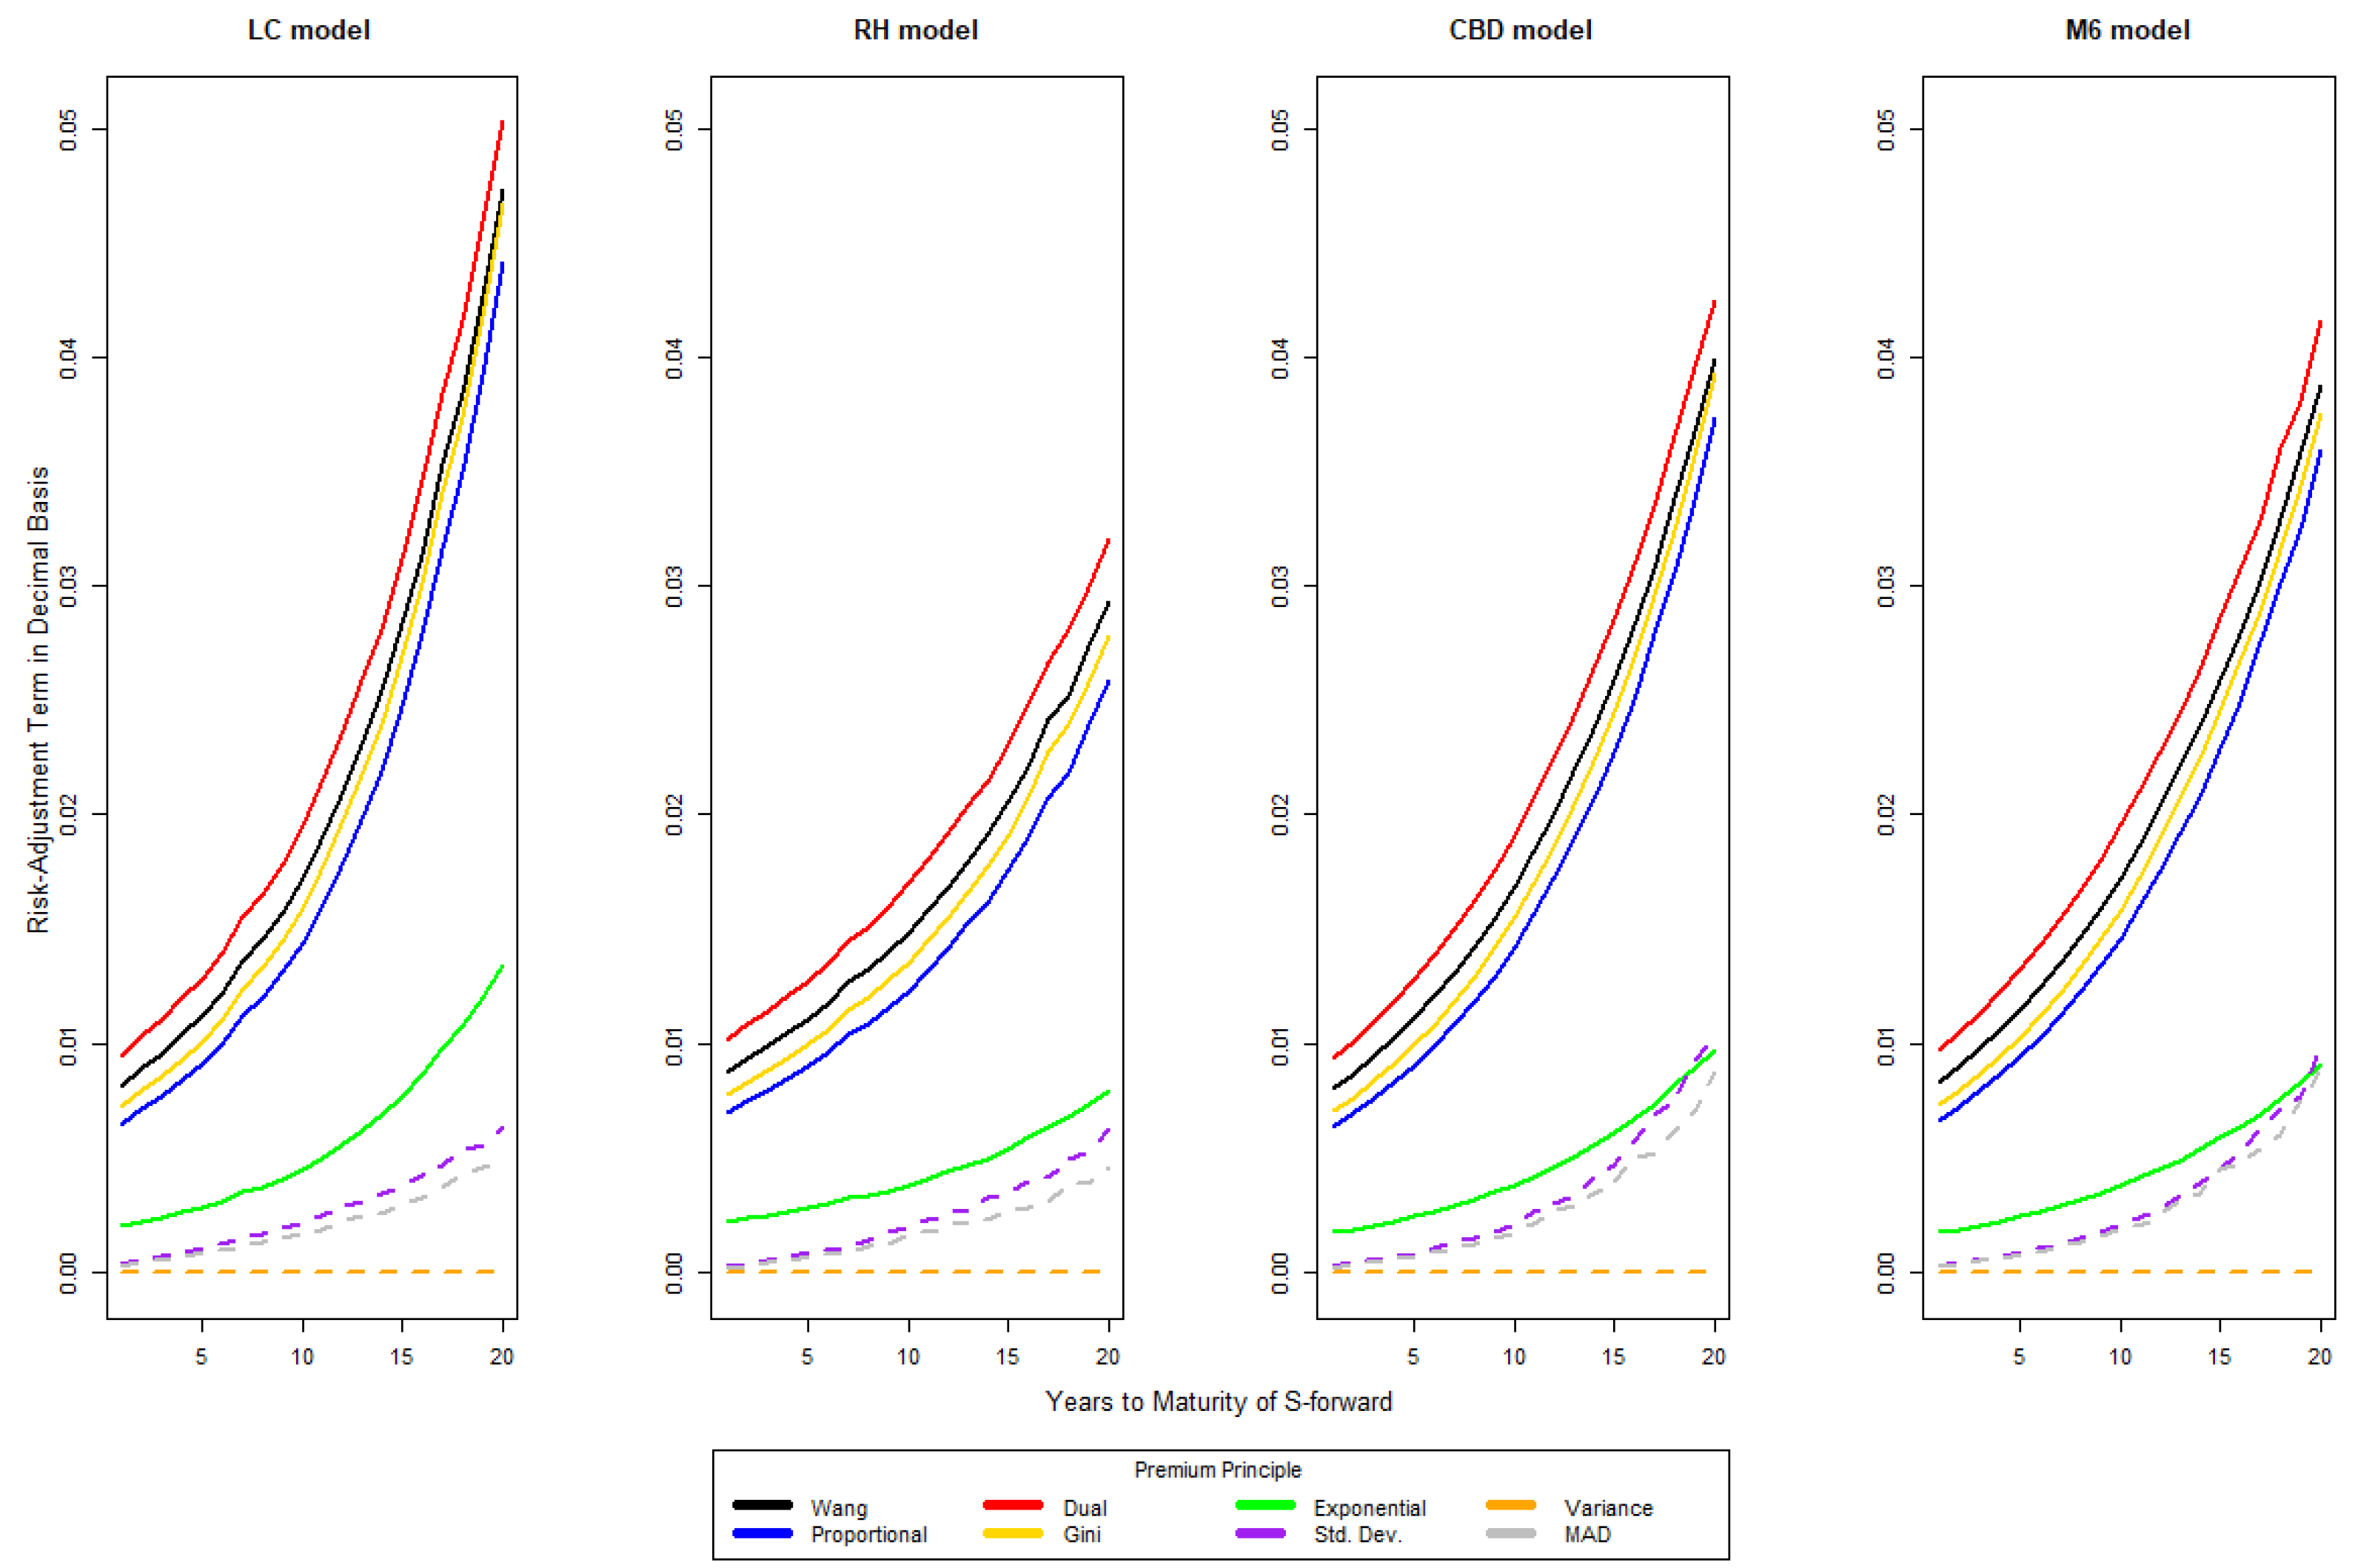 LC model
RH model
CBD model
M6 model
Risk-Adjustment Term in Decimal Basis
0.05
0.04
0.03
0.02
0.01
0.00
5 10 15 20
0.05
0.04
0.03
0.02
0.01
0.00
5 10 15 20
0.05
0.04
0.03
0.02
0.01
0.00
5 10 15 20
0.05
0.04
0.03
0.02
0.01
0.00
5 10 15 20
Years to Maturity of S-forward
Premium Principle
Wang Dual Exponential Variance
Proportional Gini Std. Dev. MAD